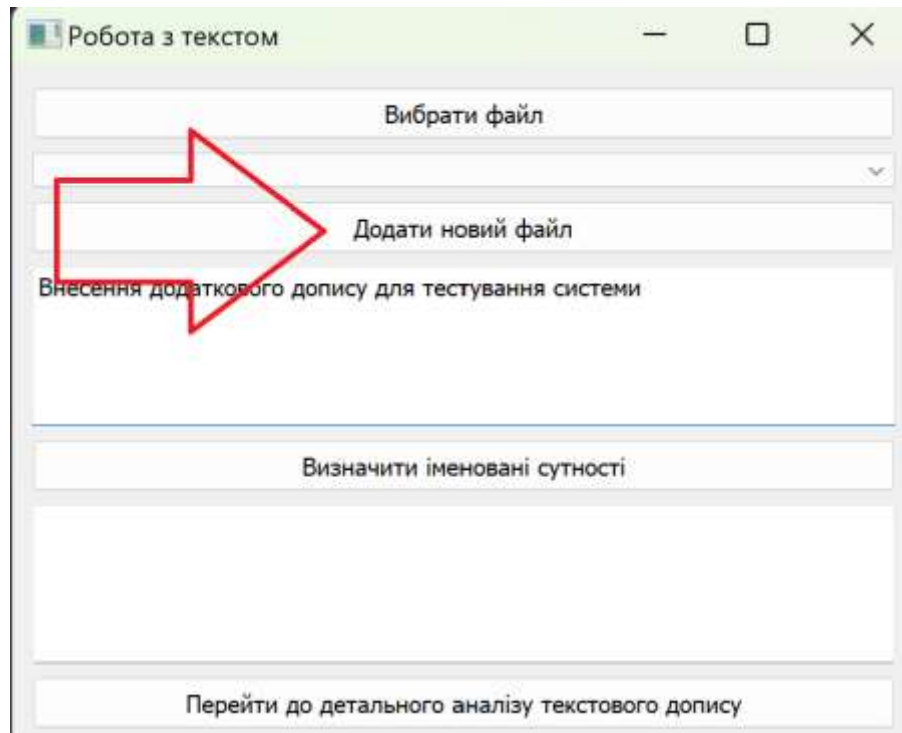 Робота з текстом
Вибрати файл
Додати новий файл
Внесення додаткового допису для тестування системи
Визначити іменовані сутності
Перейти до детального аналізу текстового допису